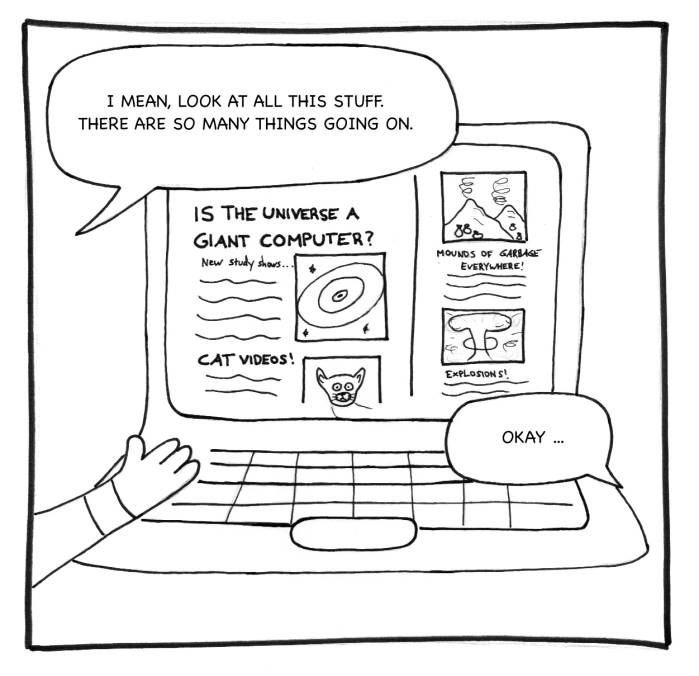 I MEAN, LOOK AT ALL THIS STUFF.
THERE ARE SO MANY THINGS GOING ON.
IS THE UNIVERSE A
GIANT COMPUTER?
New study shows...
CAT VIDEOS!
MOUNDS OF GARBAGE
EVERYWHERE!
EXPLOSIONS!
OKAY ...